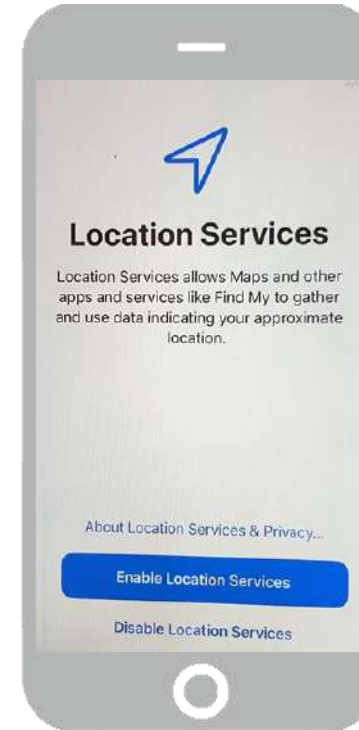 Location Services
Location Services allows Maps and other
apps and services like Find My to gather
and use data indicating your approximate
location.
About Location Services & Privacy...
Enable Location Services
Disable Location Services